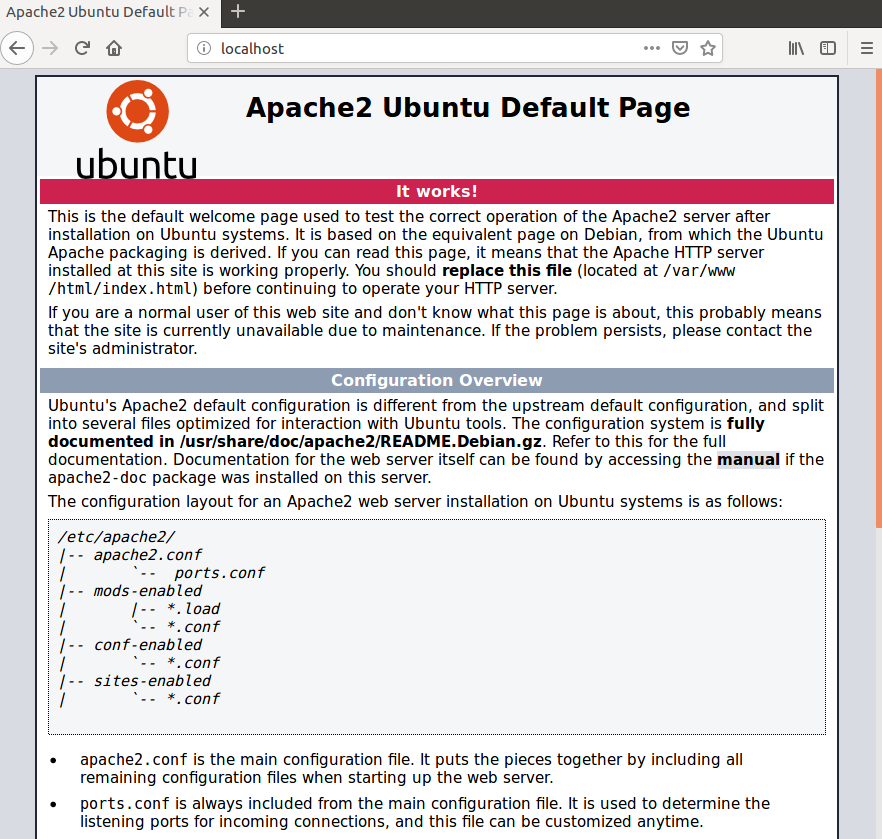 Apache2 Ubuntu Default Pa
localhost
ubuntu
Apache2 Ubuntu Default Page
It works!
This is the default welcome page used to test the correct operation of the Apache2 server after
installation on Ubuntu systems. It is based on the equivalent page on Debian, from which the Ubuntu
Apache packaging is derived. If you can read this page, it means that the Apache HTTP server
installed at this site is working properly. You should replace this file (located at /var/www
/html/index.html) before continuing to operate your HTTP server.
If you are a normal user of this web site and don't know what this page is about, this probably means
that the site is currently unavailable due to maintenance. If the problem persists, please contact the
site's administrator.
Configuration Overview
Ubuntu's Apache2 default configuration is different from the upstream default configuration, and split
into several files optimized for interaction with Ubuntu tools. The configuration system is fully
documented in /usr/share/doc/apache2/README.Debian.gz. Refer to this for the full
documentation. Documentation for the web server itself can be found by accessing the manual if the
apache2-doc package was installed on this server.
The configuration layout for an Apache2 web server installation on Ubuntu systems is as follows:
/etc/apache2/
|-- apache2.conf
|       `--  ports.conf
|-- mods-enabled
|       |-- *.load
|       `-- *.conf
|-- conf-enabled
|       `-- *.conf
|-- sites-enabled
|       `-- *.conf
• apache2.conf is the main configuration file. It puts the pieces together by including all
remaining configuration files when starting up the web server.
• ports.conf is always included from the main configuration file. It is used to determine the
listening ports for incoming connections, and this file can be customized anytime.